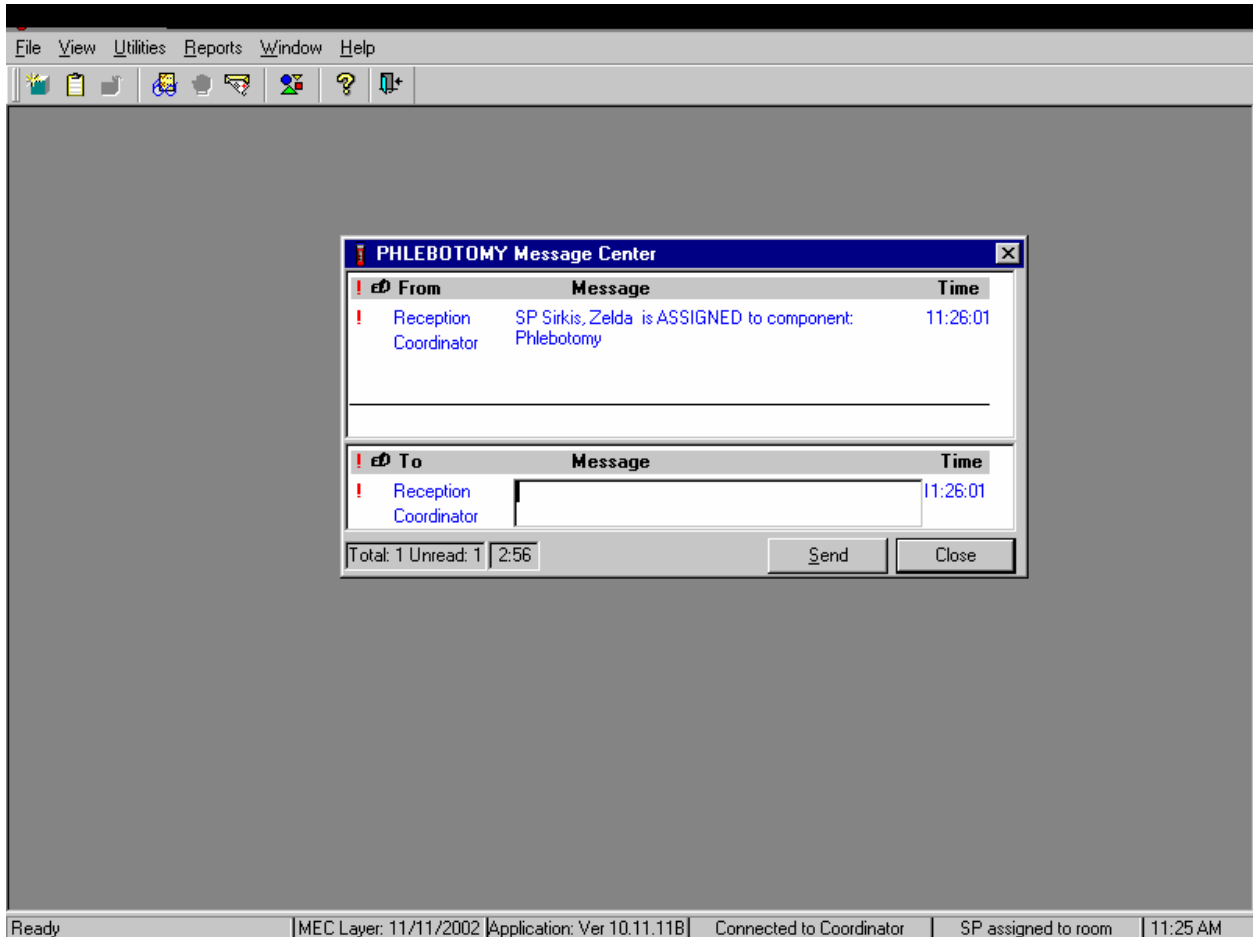 File View Utilities Reports Window Help
PHLEBOTOMY Message Center
! From Message Time
! Reception Coordinator SP Sirkis, Zelda is ASSIGNED to component: Phlebotomy 11:26:01
! To Message Time
! Reception Coordinator 11:26:01
Total: 1 Unread: 1 2:56 Send Close
Ready MEC Layer: 11/11/2002 Application: Ver 10.11.11B Connected to Coordinator SP assigned to room 11:25 AM